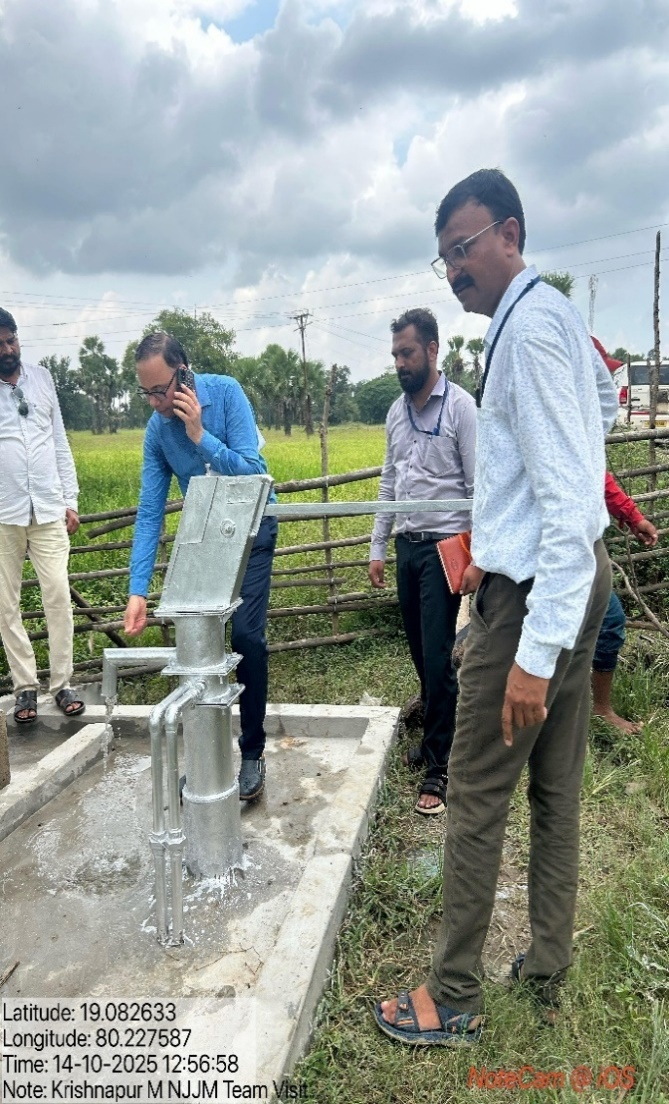 Latitude: 19.082633
Longitude: 80.227587
Time: 14-10-2025 12:56:58
Note: Krishnapur M NJJM Team Visit
NoteCam @ iOS